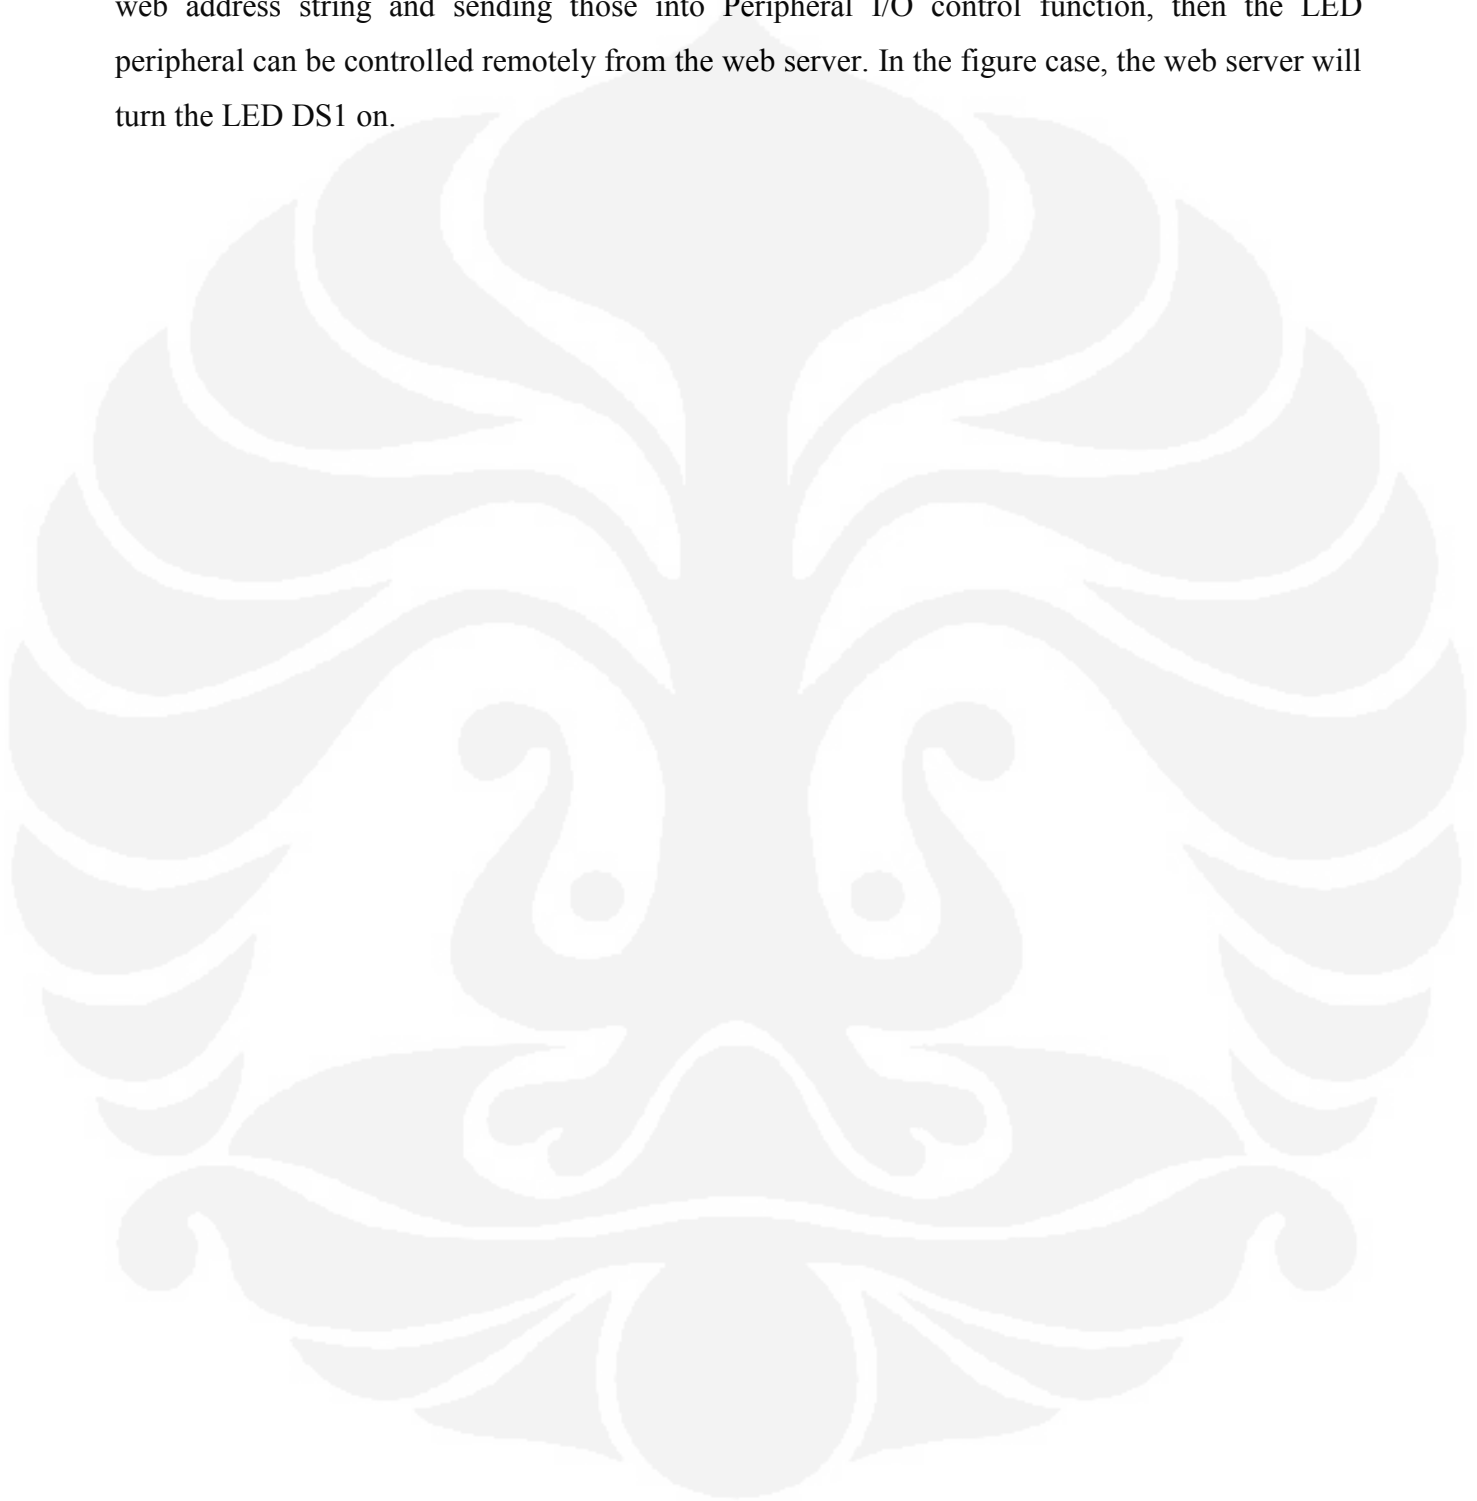 web address string and sending those into Peripheral I/O control function, then the LED
peripheral can be controlled remotely from the web server. In the figure case, the web server will
turn the LED DS1 on.